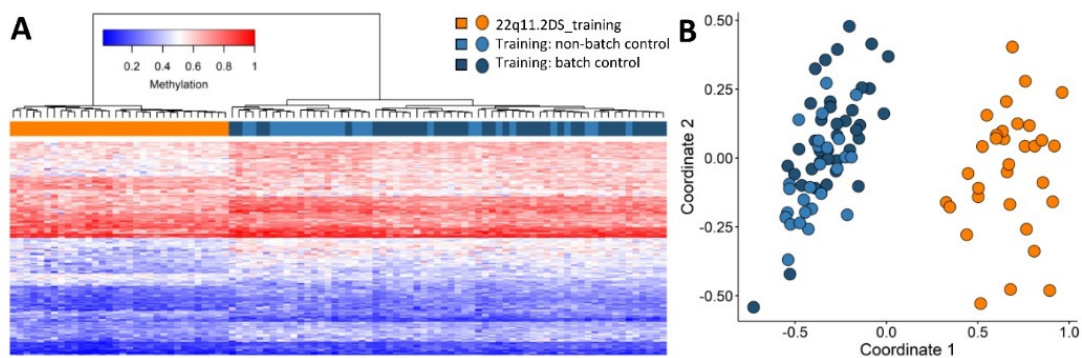 A
0.2 0.4 0.6 0.8 1
Methylation
22q11.2DS_training
Training: non-batch control
Training: batch control
B
0.50
0.25
0.00
-0.25
-0.50
Coordinate 2
-0.5 0.0 0.5 1.0
Coordinate 1